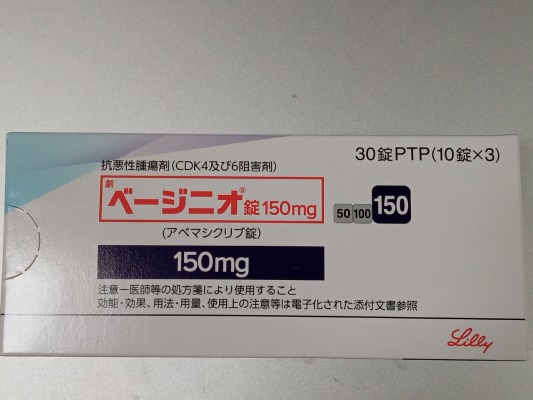 抗悪性腫瘍剤(CDK4及び6阻害剤)
30錠PTP(10錠×3)
劇 ベージニオ®錠150mg
50 100 150
(アベマシクリブ錠)
150mg
注意－医師等の処方箋により使用すること
効能・効果、用法・用量、使用上の注意等は電子化された添付文書参照
Lilly